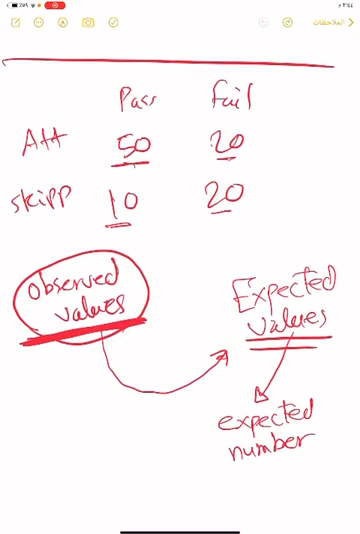 الملاحظات
Pass Fail
Att 50 20
Skipp 10 20
observed
values
Expected
values
expected
number